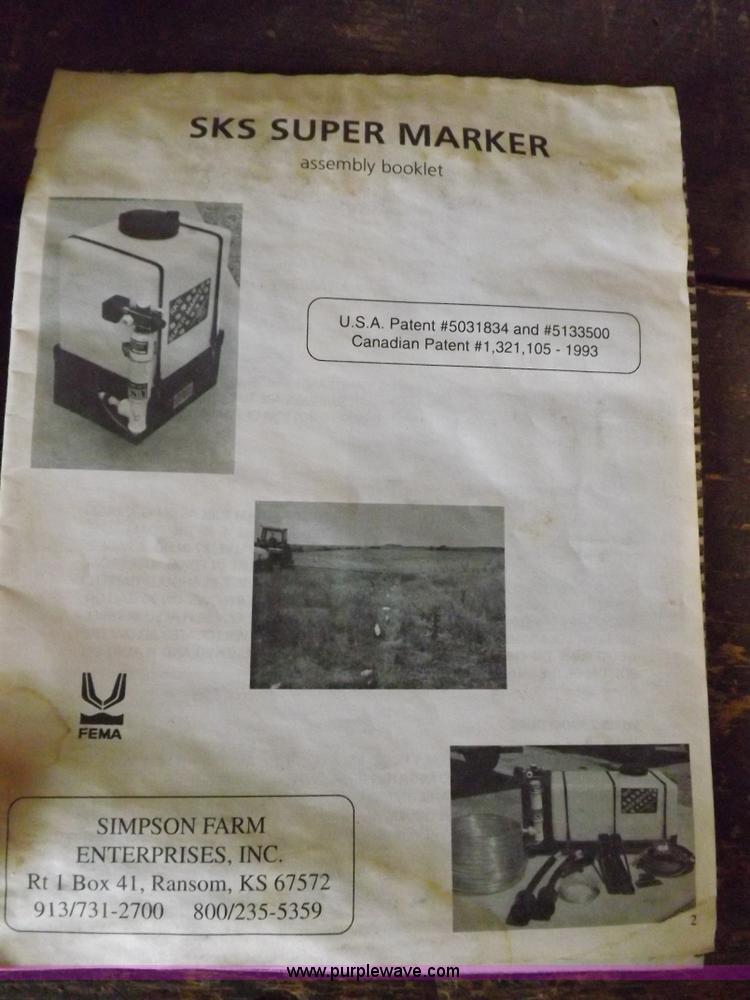 SKS SUPER MARKER
assembly booklet
U.S.A. Patent #5031834 and #5133500
Canadian Patent #1,321,105 - 1993
FEMA
SIMPSON FARM
ENTERPRISES, INC.
Rt 1 Box 41, Ransom, KS 67572
913/731-2700 800/235-5359
2
www.purplewave.com